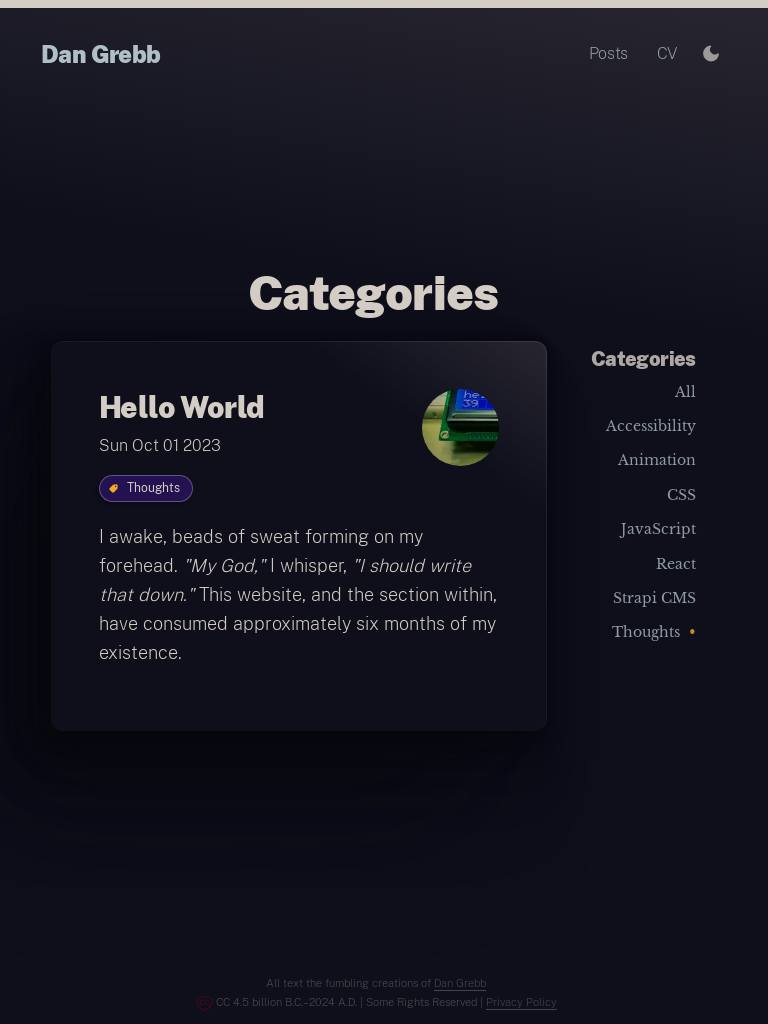 Dan Grebb
Posts
CV
Categories
Hello World
Sun Oct 01 2023
Thoughts
I awake, beads of sweat forming on my
forehead. "My God," I whisper, "I should write
that down." This website, and the section within,
have consumed approximately six months of my
existence.
Categories
All
Accessibility
Animation
CSS
JavaScript
React
Strapi CMS
Thoughts •
All text the fumbling creations of Dan Grebb
CC 4.5 billion B.C.–2024 A.D. | Some Rights Reserved | Privacy Policy